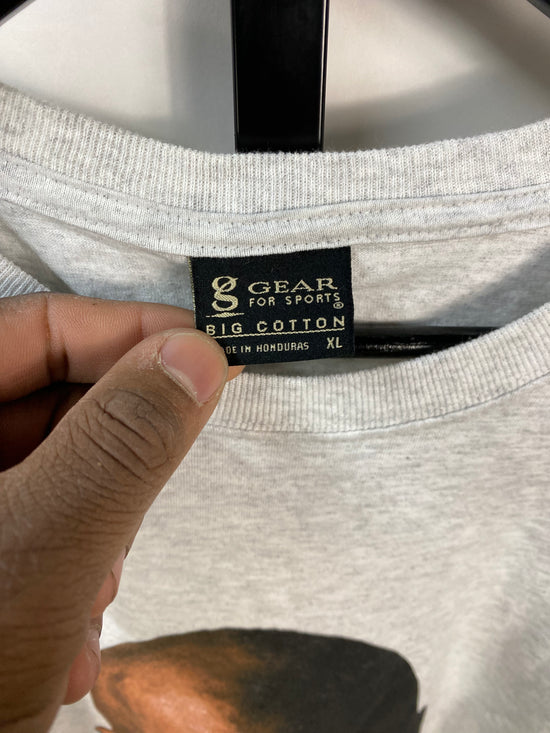 g GEAR
FOR SPORTS®
BIG COTTON
DE IN HONDURAS XL